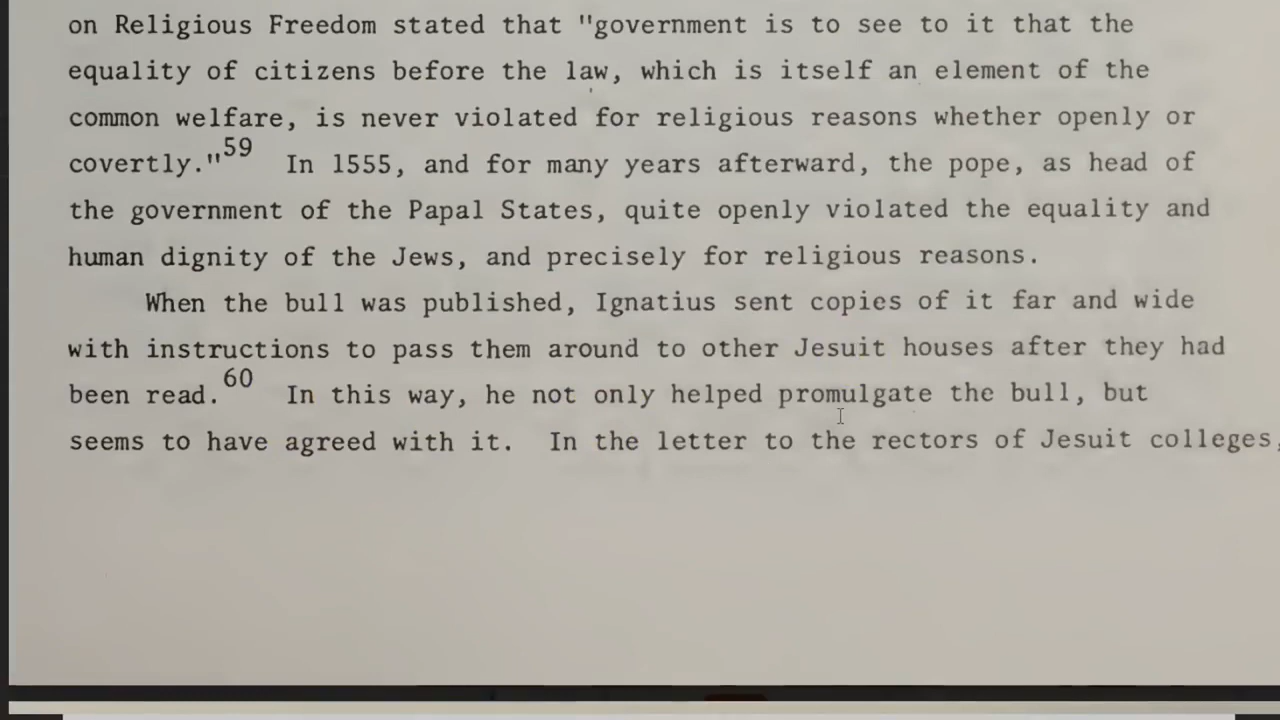 on Religious Freedom stated that "government is to see to it that the
equality of citizens before the law, which is itself an element of the
common welfare, is never violated for religious reasons whether openly or
covertly."59 In 1555, and for many years afterward, the pope, as head of
the government of the Papal States, quite openly violated the equality and
human dignity of the Jews, and precisely for religious reasons.
When the bull was published, Ignatius sent copies of it far and wide
with instructions to pass them around to other Jesuit houses after they had
been read.60 In this way, he not only helped promulgate the bull, but
seems to have agreed with it. In the letter to the rectors of Jesuit colleges,